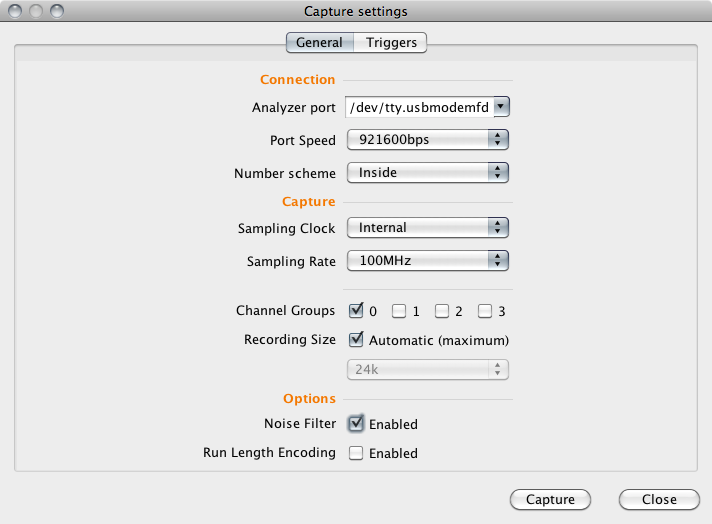 Capture settings
General Triggers
Connection
Analyzer port /dev/tty.usbmodemfd
Port Speed 921600bps
Number scheme Inside
Capture
Sampling Clock Internal
Sampling Rate 100MHz
Channel Groups 0 1 2 3
Recording Size Automatic (maximum)
24k
Options
Noise Filter Enabled
Run Length Encoding Enabled
Capture Close